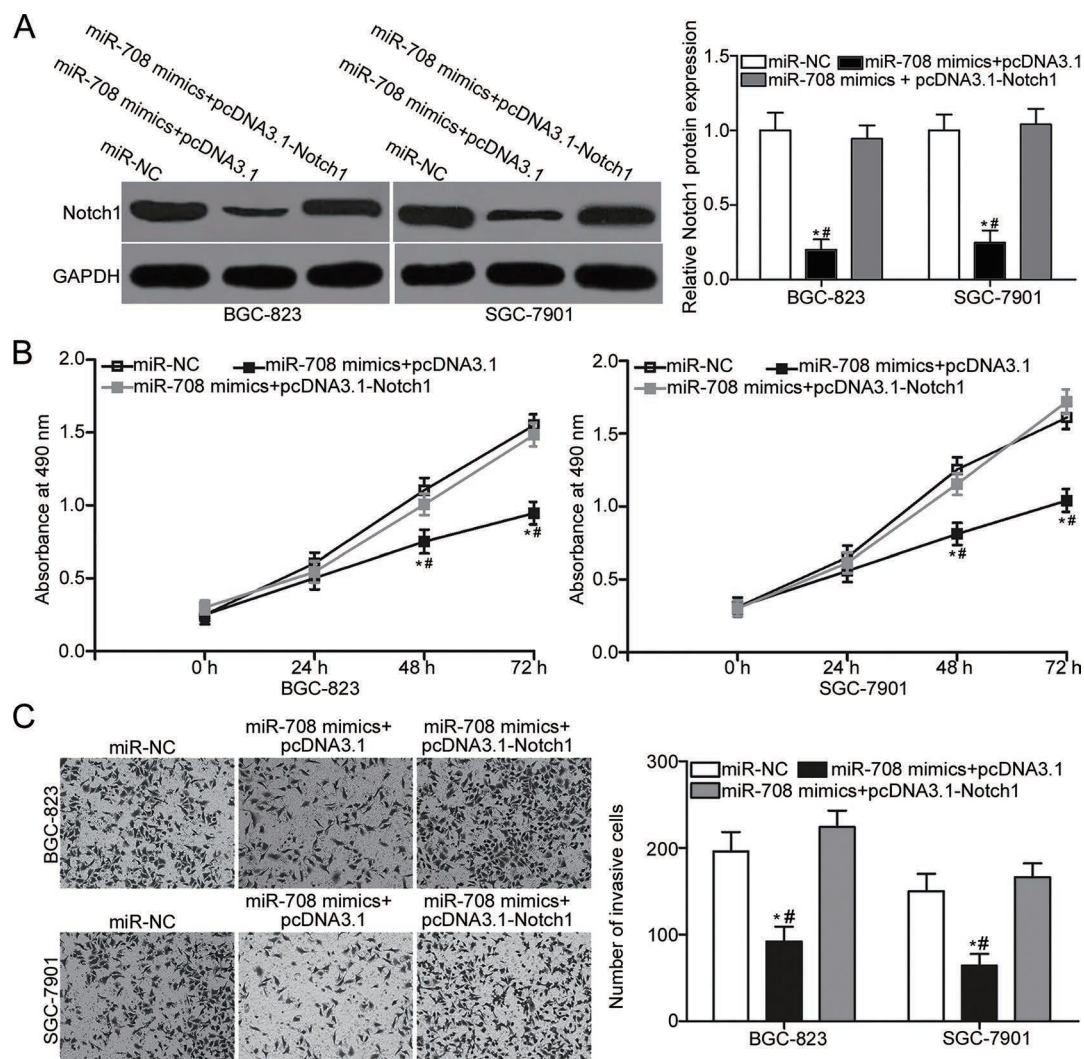 A
miR-708 mimics+pcDNA3.1-Notch1
miR-708 mimics+pcDNA3.1
miR-NC
miR-708 mimics+pcDNA3.1-Notch1
miR-708 mimics+pcDNA3.1
miR-NC
Notch1
GAPDH
BGC-823
SGC-7901
Relative Notch1 protein expression
1.5
1.0
0.5
0.0
miR-NC
miR-708 mimics+pcDNA3.1
miR-708 mimics + pcDNA3.1-Notch1
*#
*#
BGC-823
SGC-7901
B
Absorbance at 490 nm
2.0
1.5
1.0
0.5
0.0
miR-NC
miR-708 mimics+pcDNA3.1
miR-708 mimics+pcDNA3.1-Notch1
*#
*#
0 h
24 h
48 h
72 h
BGC-823
Absorbance at 490 nm
2.0
1.5
1.0
0.5
0.0
miR-NC
miR-708 mimics+pcDNA3.1
miR-708 mimics+pcDNA3.1-Notch1
*#
*#
0 h
24 h
48 h
72 h
SGC-7901
C
miR-NC
miR-708 mimics+
pcDNA3.1
miR-708 mimics+
pcDNA3.1-Notch1
BGC-823
miR-NC
miR-708 mimics+
pcDNA3.1
miR-708 mimics+
pcDNA3.1-Notch1
SGC-7901
Number of invasive cells
300
200
100
0
miR-NC
miR-708 mimics+pcDNA3.1
miR-708 mimics+pcDNA3.1-Notch1
*#
*#
BGC-823
SGC-7901